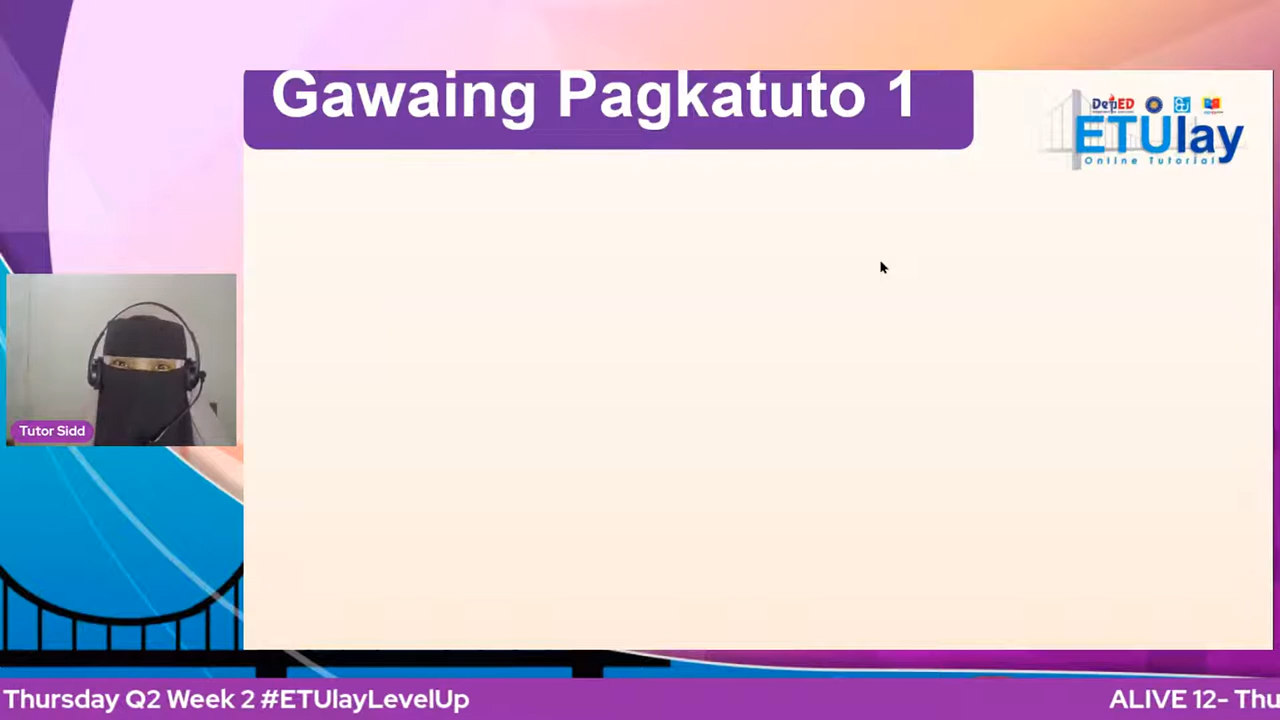 Gawaing Pagkatuto 1
DepED
ETUlay
Online Tutorial
Tutor Sidd
Thursday Q2 Week 2 #ETUlayLevelUp
ALIVE 12- Thu